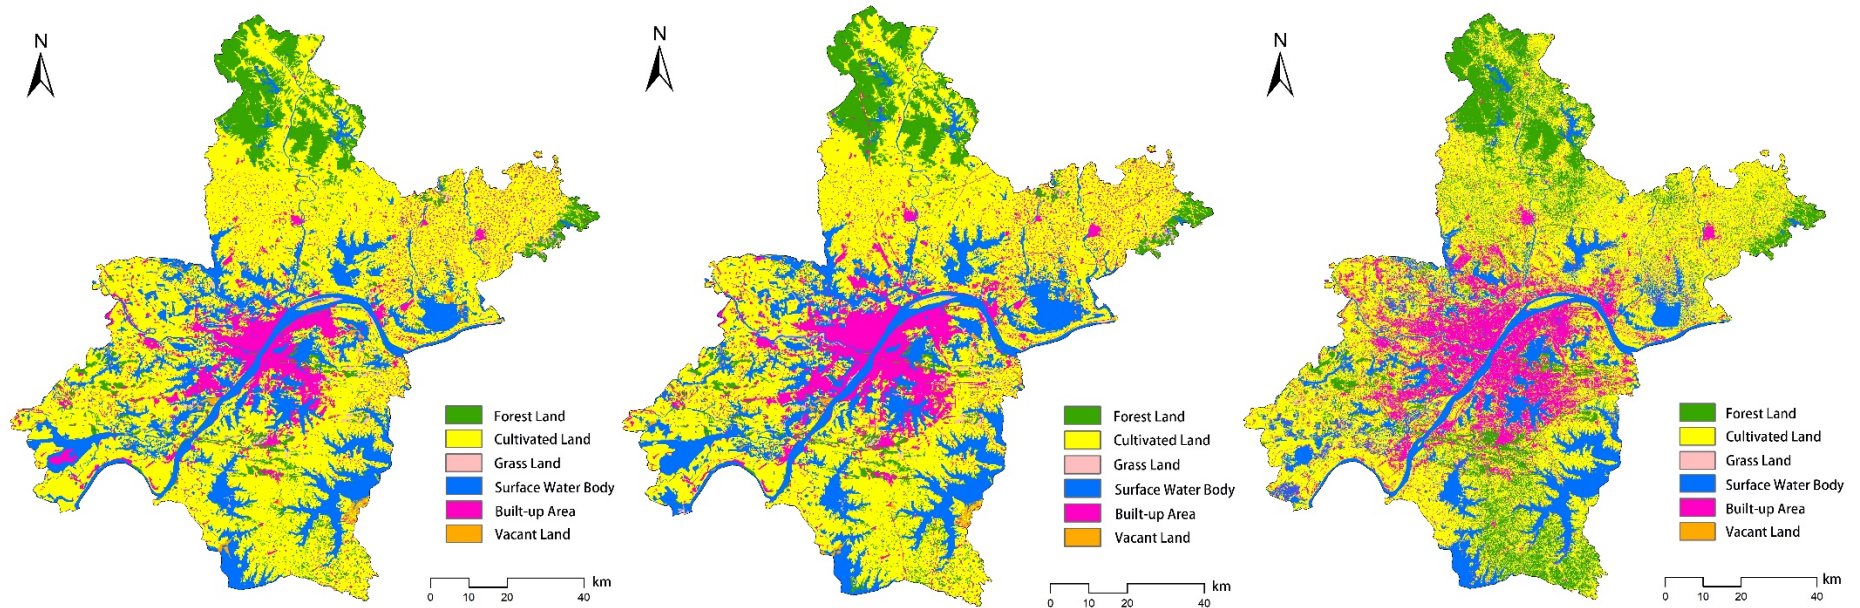 N
Forest Land
Cultivated Land
Grass Land
Surface Water Body
Built-up Area
Vacant Land
km
0 10 20 40
N
Forest Land
Cultivated Land
Grass Land
Surface Water Body
Built-up Area
Vacant Land
km
0 10 20 40
N
Forest Land
Cultivated Land
Grass Land
Surface Water Body
Built-up Area
Vacant Land
km
0 10 20 40